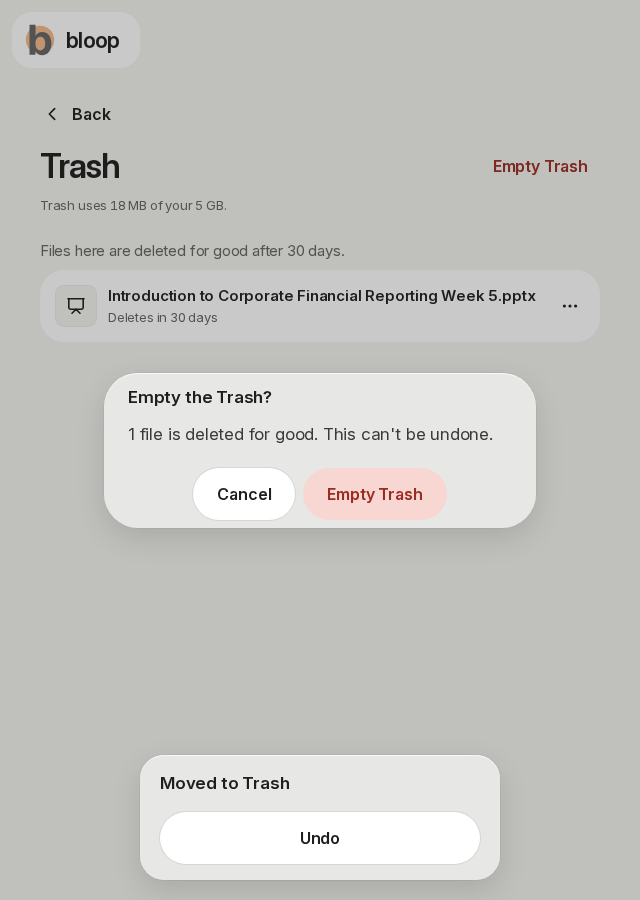 bloop
Back
Trash
Empty Trash
Trash uses 18 MB of your 5 GB.
Files here are deleted for good after 30 days.
Introduction to Corporate Financial Reporting Week 5.pptx
Deletes in 30 days
Empty the Trash?
1 file is deleted for good. This can't be undone.
Cancel
Empty Trash
Moved to Trash
Undo